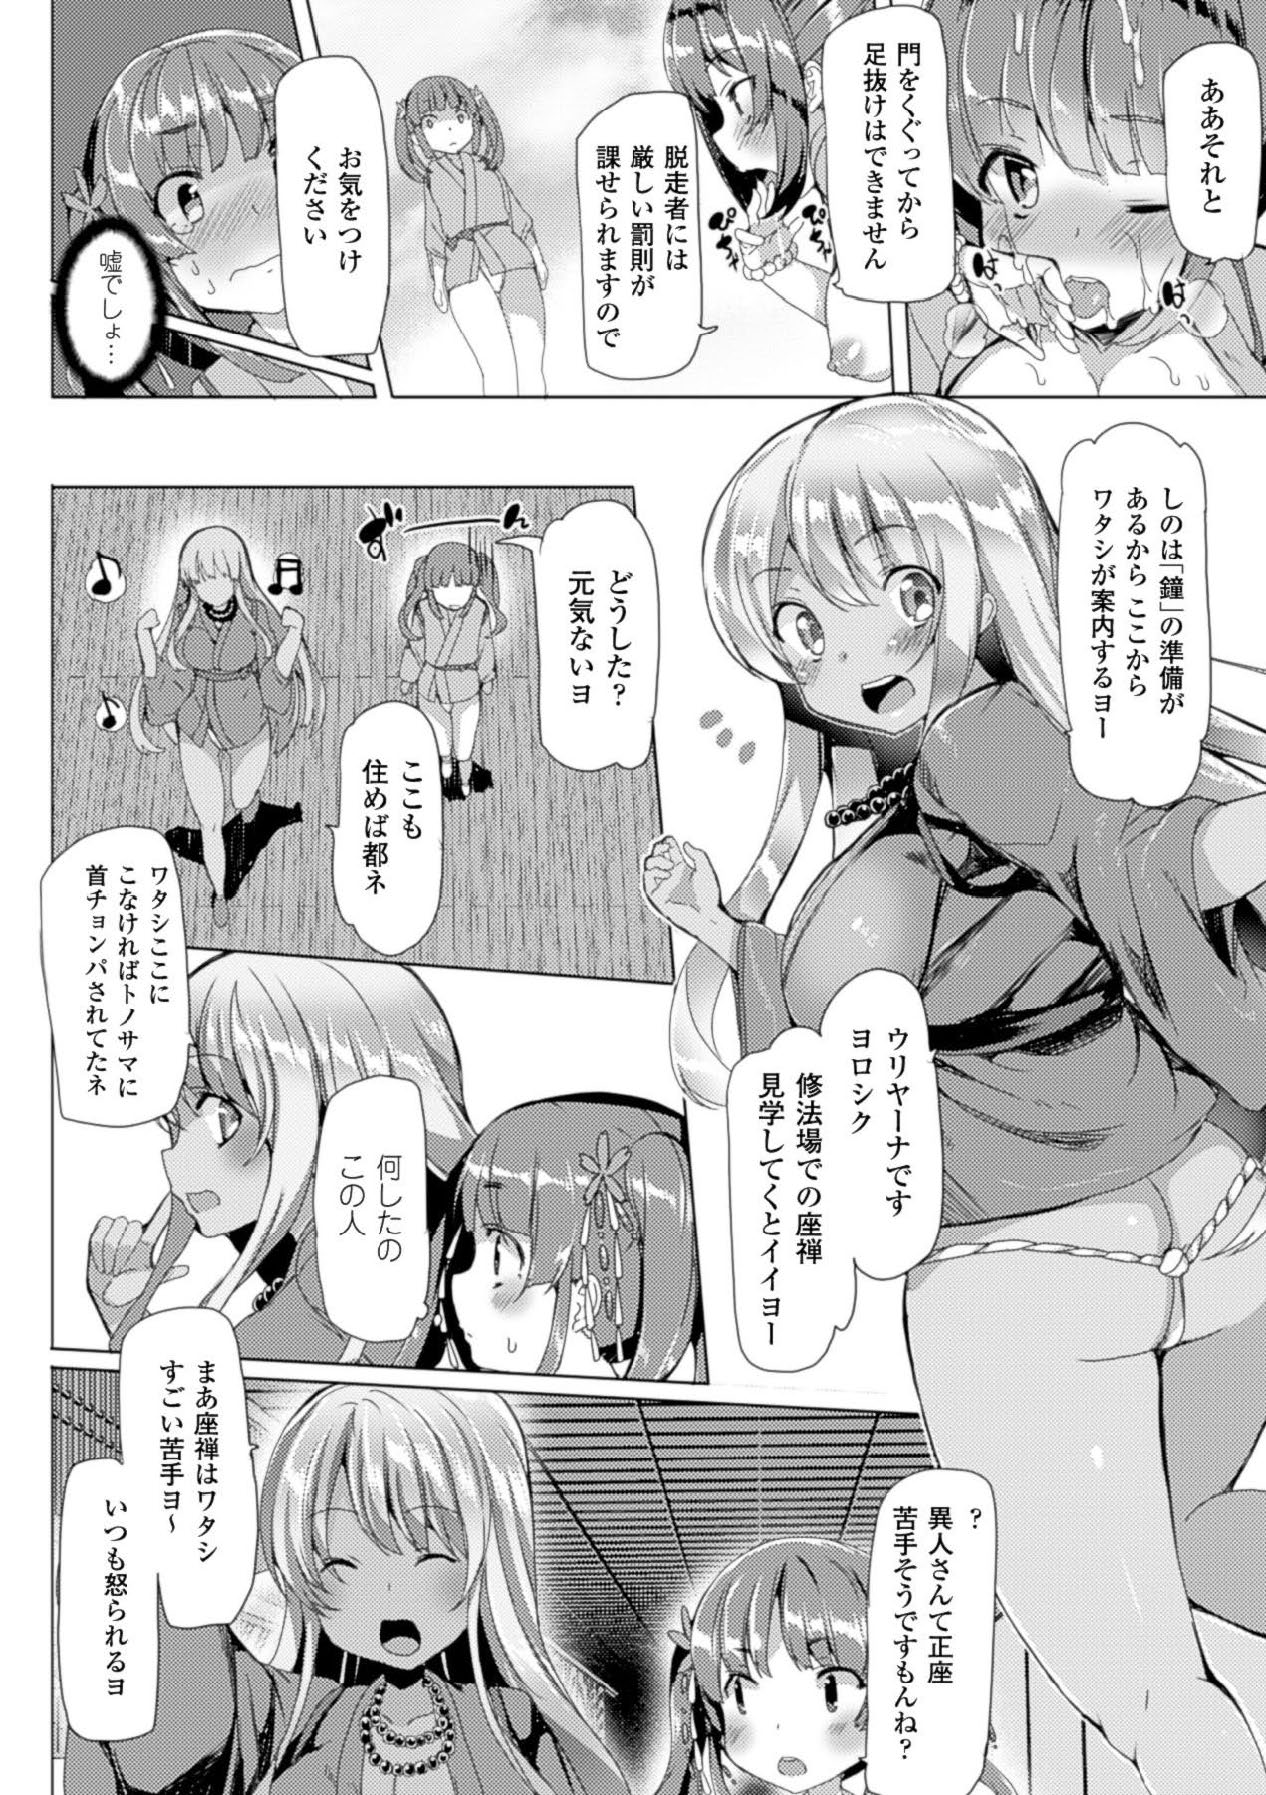 ああそれと
門をくぐってから
足抜けはできません
はっ
はっ
ぴちゃ
ぴちゃ
脱走者には
厳しい罰則が
課せられますので
お気をつけ
ください
嘘でしょ…
しのは「鐘」の準備が
あるから ここから
ワタシが案内するヨー
ウリヤーナです
ヨロシク
修法場での座禅
見学してくとイイヨー
どうした?
元気ないヨ
ずーん
ここも
住めば都ネ
ワタシここに
こなければトノサマに
首チョンパされてたネ
何したの
この人
?
異人さんて正座
苦手そうですもんね?
まあ座禅はワタシ
すごい苦手ヨ～
いつも怒られるヨ